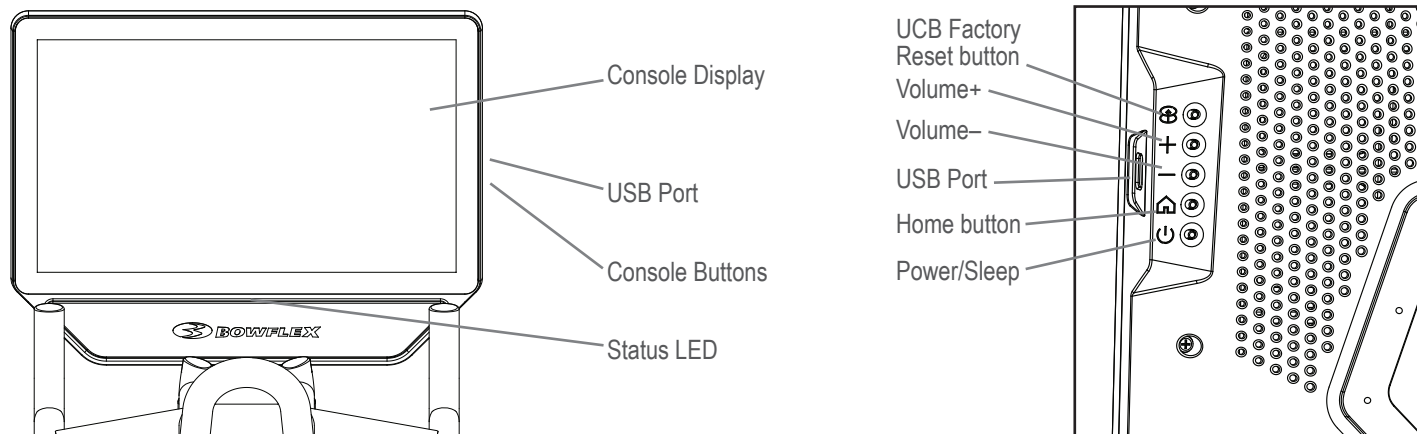 Console Display
USB Port
Console Buttons
Status LED
BOWFLEX
UCB Factory
Reset button
Volume+
Volume–
USB Port
Home button
Power/Sleep